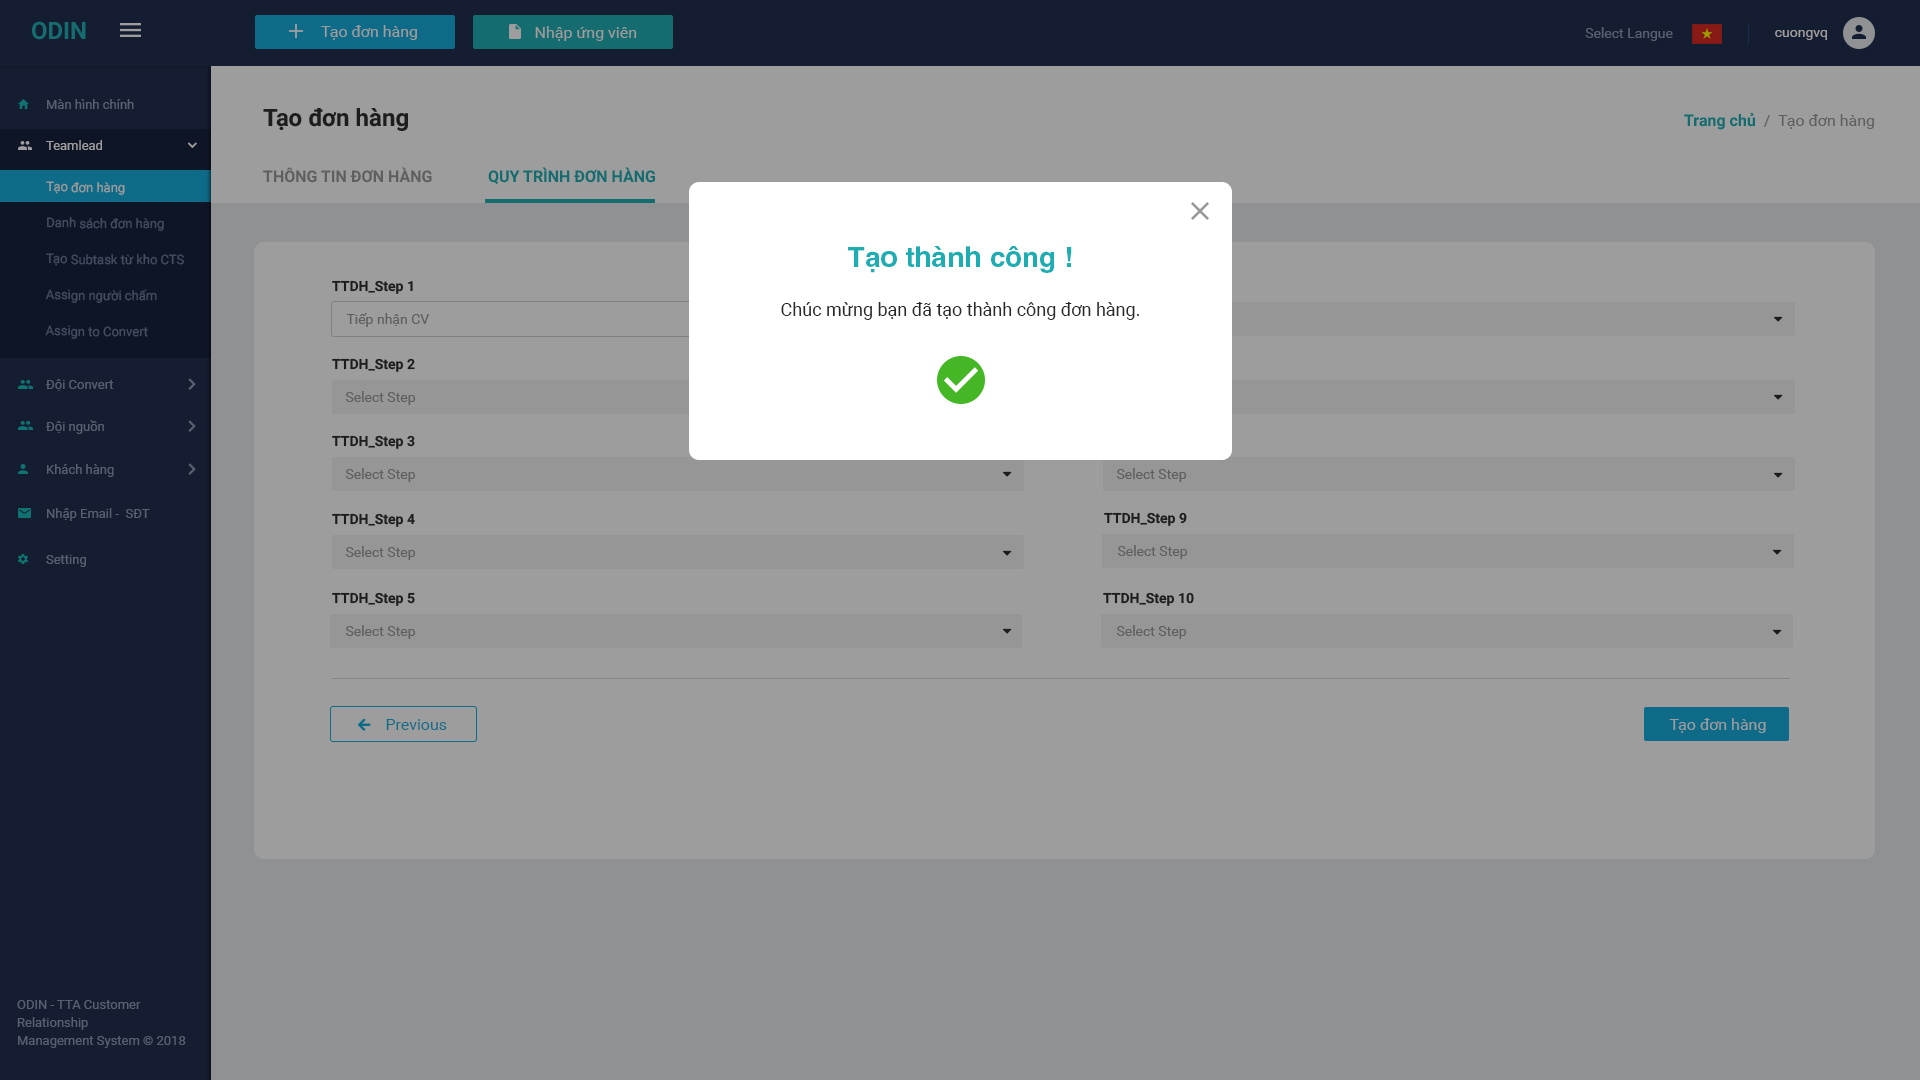 ODIN
Tạo đơn hàng
Nhập ứng viên
Select Langue
cuongvq
Màn hình chính
Teamlead
Tạo đơn hàng
Danh sách đơn hàng
Tạo Subtask từ kho CTS
Assign người chấm
Assign to Convert
Đội Convert
Đội nguồn
Khách hàng
Nhập Email - SĐT
Setting
ODIN - TTA Customer
Relationship
Management System © 2018
Tạo đơn hàng
Trang chủ / Tạo đơn hàng
THÔNG TIN ĐƠN HÀNG
QUY TRÌNH ĐƠN HÀNG
Tạo thành công !
Chúc mừng bạn đã tạo thành công đơn hàng.
TTDH_Step 1
Tiếp nhận CV
TTDH_Step 2
Select Step
TTDH_Step 3
Select Step
Select Step
TTDH_Step 4
TTDH_Step 9
Select Step
Select Step
TTDH_Step 5
TTDH_Step 10
Select Step
Select Step
Previous
Tạo đơn hàng